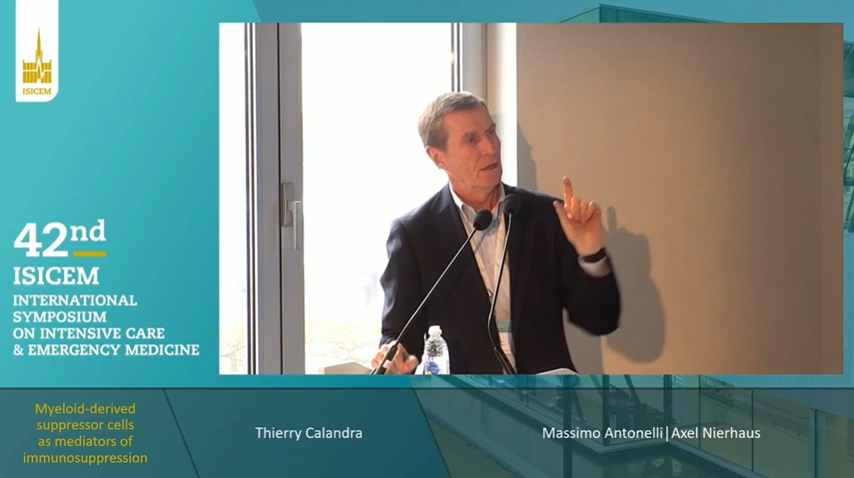 ISICEM
42nd
ISICEM
INTERNATIONAL
SYMPOSIUM
ON INTENSIVE CARE
& EMERGENCY MEDICINE
Myeloid-derived
suppressor cells
as mediators of
immunosuppression
Thierry Calandra
Massimo Antonelli|Axel Nierhaus